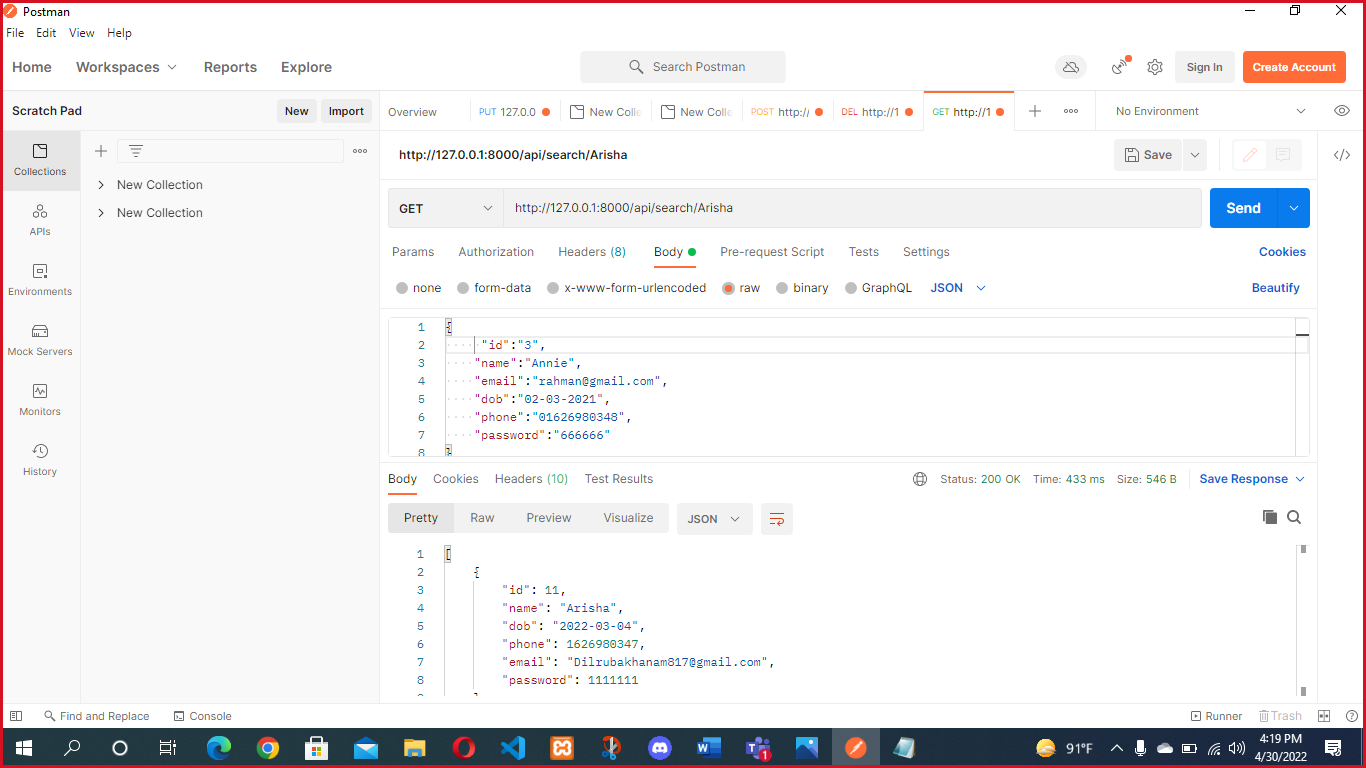 Postman
File Edit View Help
Home Workspaces Reports Explore Search Postman Sign In Create Account
Scratch Pad New Import
Overview PUT 127.0.0 New Colle New Colle POST http:// DEL http://1 GET http://1 No Environment
Collections
APIs
Environments
Mock Servers
Monitors
History
New Collection
New Collection
http://127.0.0.1:8000/api/search/Arisha Save
GET http://127.0.0.1:8000/api/search/Arisha Send
Params Authorization Headers (8) Body Pre-request Script Tests Settings Cookies
none form-data x-www-form-urlencoded raw binary GraphQL JSON Beautify
1 {
2 "id":"3",
3 "name":"Annie",
4 "email":"rahman@gmail.com",
5 "dob":"02-03-2021",
6 "phone":"01626980348",
7 "password":"666666"
8 }
Body Cookies Headers (10) Test Results Status: 200 OK Time: 433 ms Size: 546 B Save Response
Pretty Raw Preview Visualize JSON
1 [
2 {
3 "id": 11,
4 "name": "Arisha",
5 "dob": "2022-03-04",
6 "phone": 1626980347,
7 "email": "Dilrubakhanam817@gmail.com",
8 "password": 1111111
Find and Replace Console Runner Trash
91°F 4:19 PM
4/30/2022